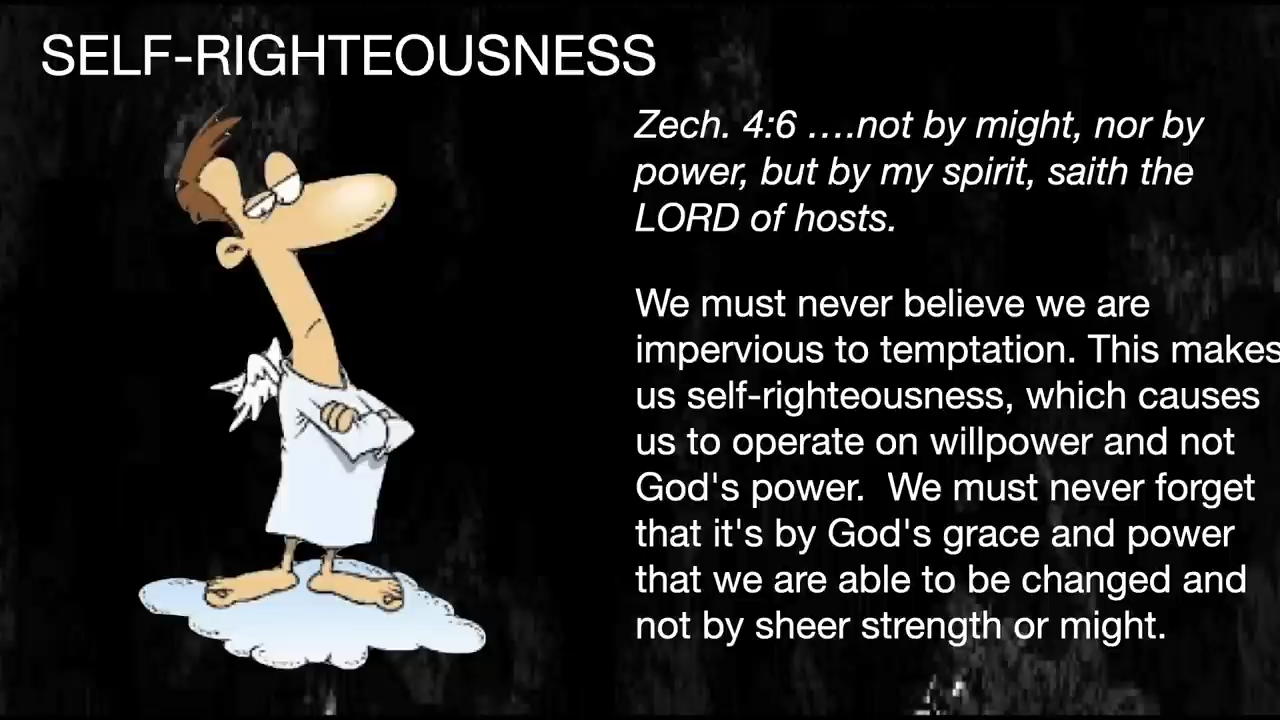 SELF-RIGHTEOUSNESS
Zech. 4:6 ....not by might, nor by
power, but by my spirit, saith the
LORD of hosts.
We must never believe we are
impervious to temptation. This makes
us self-righteousness, which causes
us to operate on willpower and not
God's power.  We must never forget
that it's by God's grace and power
that we are able to be changed and
not by sheer strength or might.